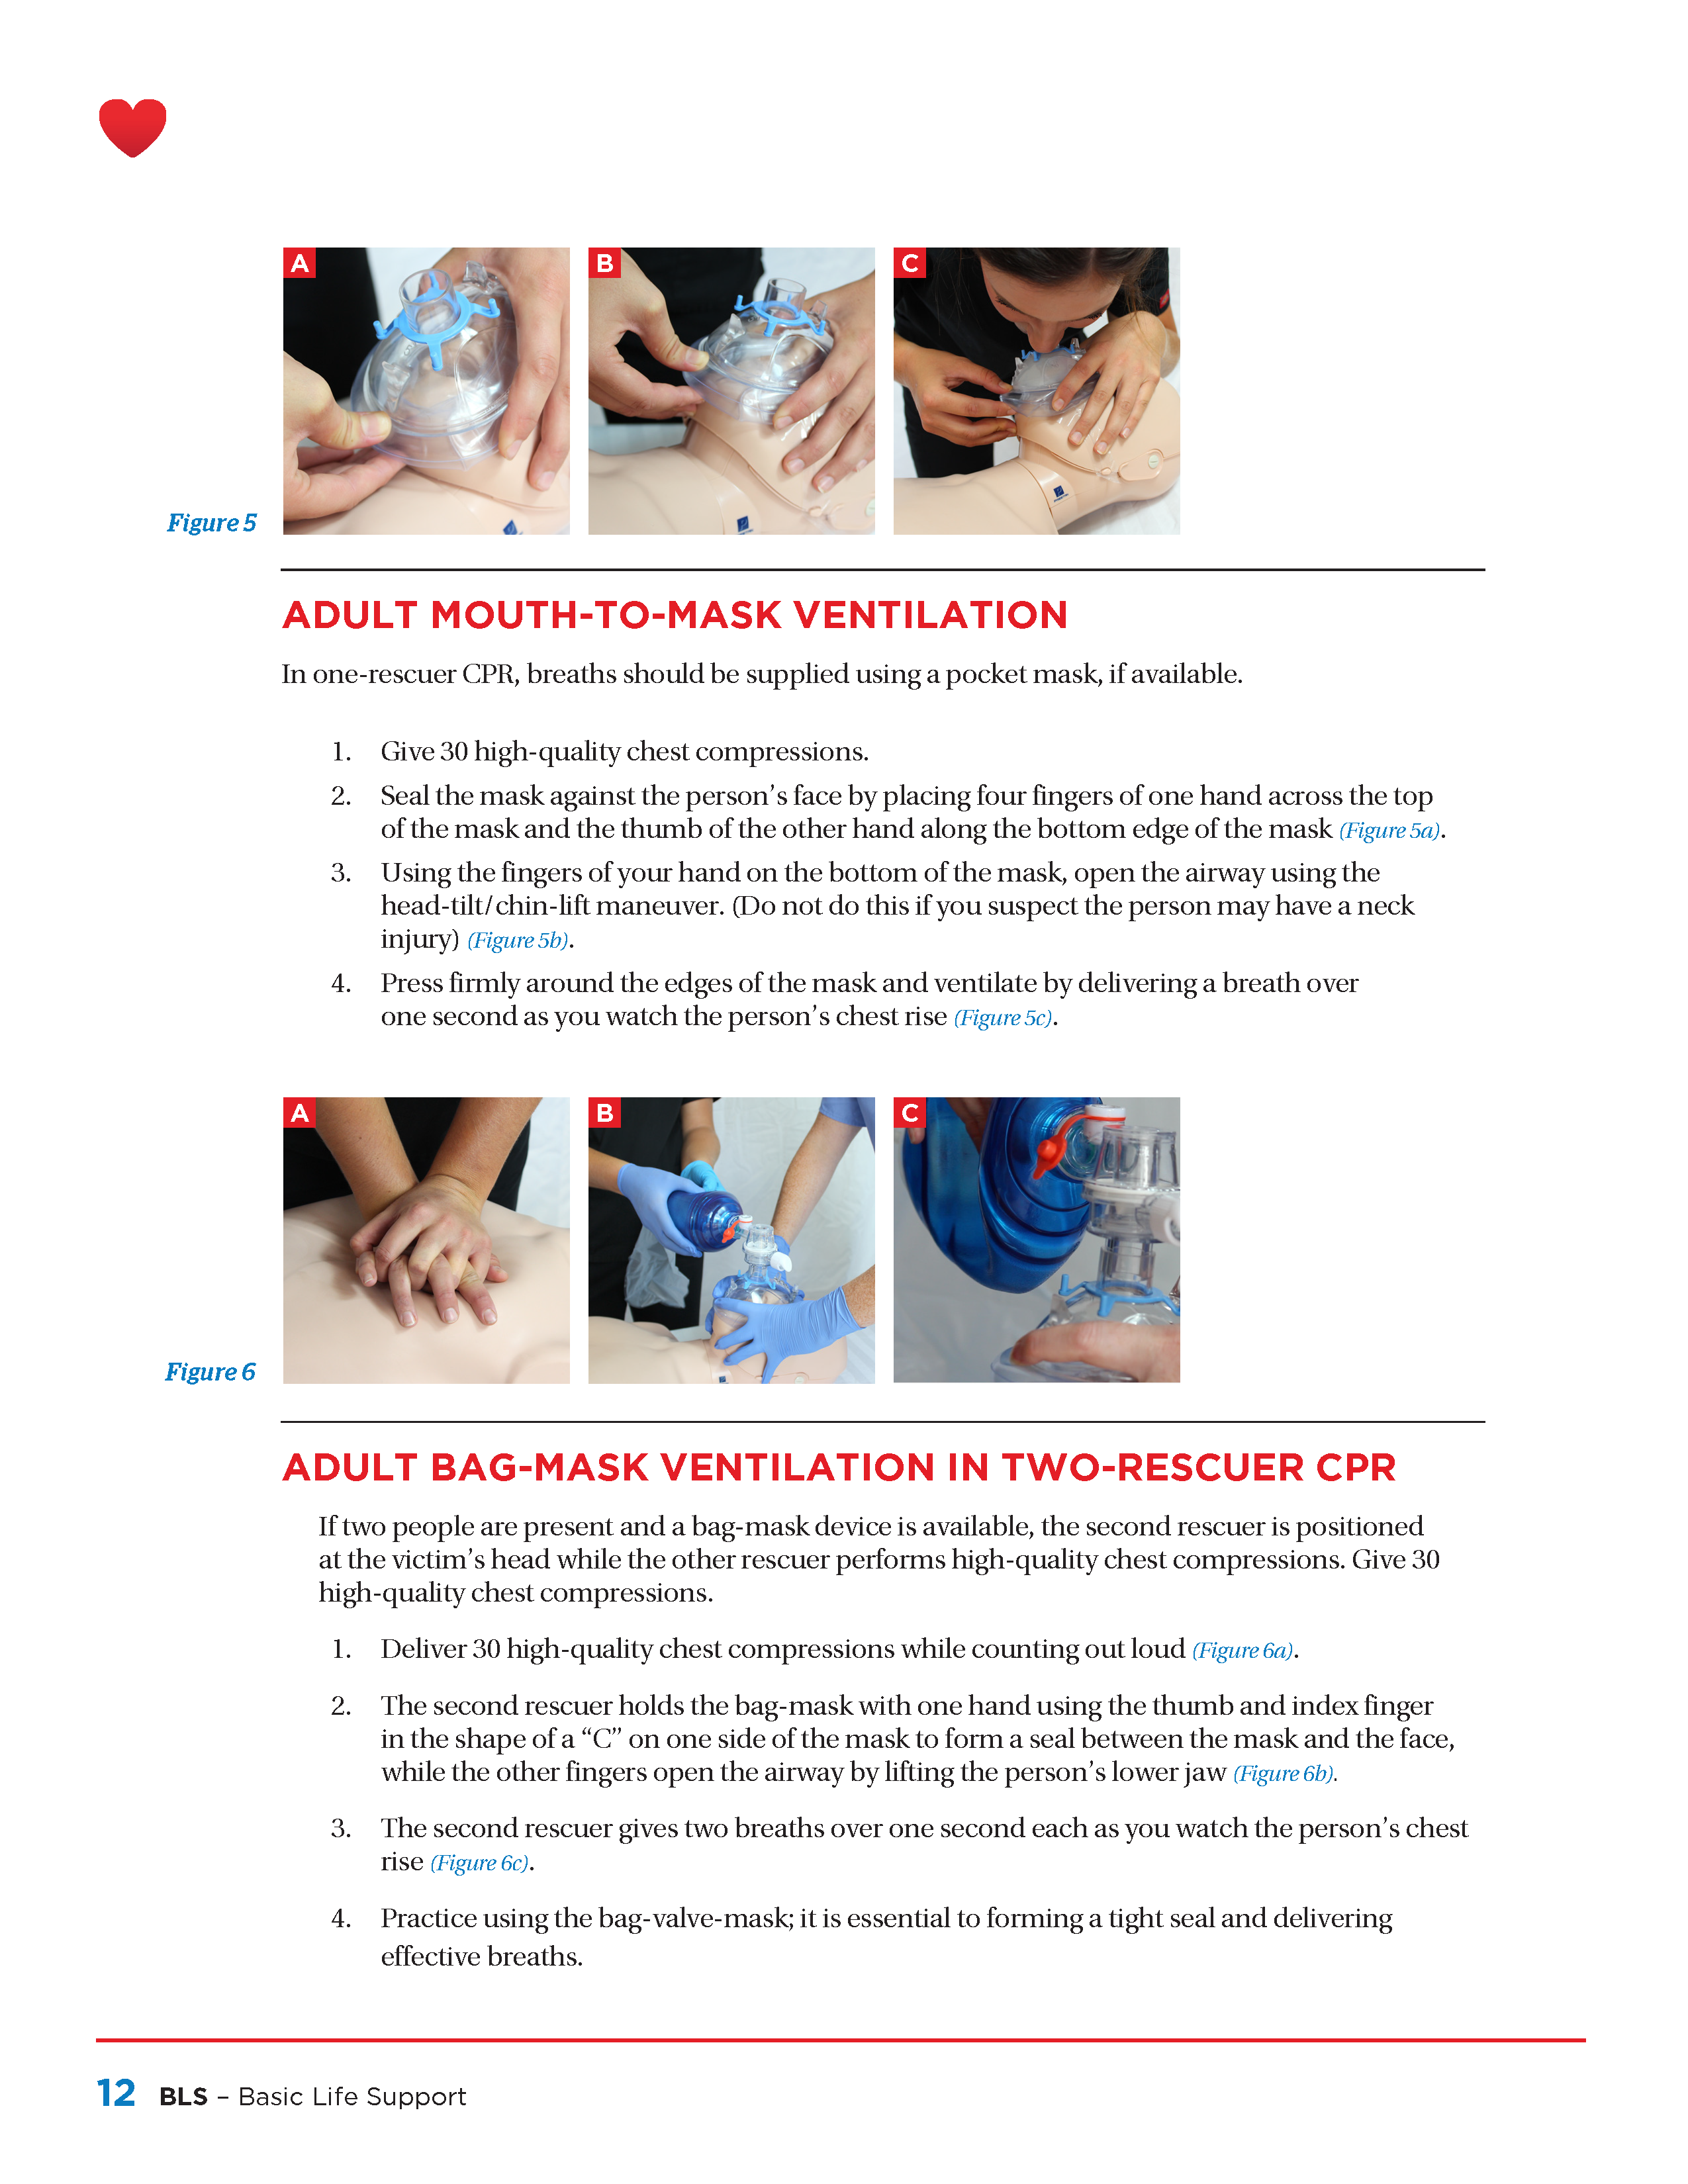 A
B
C
Figure 5
ADULT MOUTH-TO-MASK VENTILATION
In one-rescuer CPR, breaths should be supplied using a pocket mask, if available.
1. Give 30 high-quality chest compressions.
2. Seal the mask against the person's face by placing four fingers of one hand across the top
of the mask and the thumb of the other hand along the bottom edge of the mask (Figure 5a).
3. Using the fingers of your hand on the bottom of the mask, open the airway using the
head-tilt/chin-lift maneuver. (Do not do this if you suspect the person may have a neck
injury) (Figure 5b).
4. Press firmly around the edges of the mask and ventilate by delivering a breath over
one second as you watch the person's chest rise (Figure 5c).
A
B
C
Figure 6
ADULT BAG-MASK VENTILATION IN TWO-RESCUER CPR
If two people are present and a bag-mask device is available, the second rescuer is positioned
at the victim's head while the other rescuer performs high-quality chest compressions. Give 30
high-quality chest compressions.
1. Deliver 30 high-quality chest compressions while counting out loud (Figure 6a).
2. The second rescuer holds the bag-mask with one hand using the thumb and index finger
in the shape of a “C” on one side of the mask to form a seal between the mask and the face,
while the other fingers open the airway by lifting the person's lower jaw (Figure 6b).
3. The second rescuer gives two breaths over one second each as you watch the person's chest
rise (Figure 6c).
4. Practice using the bag-valve-mask; it is essential to forming a tight seal and delivering
effective breaths.
12 BLS – Basic Life Support